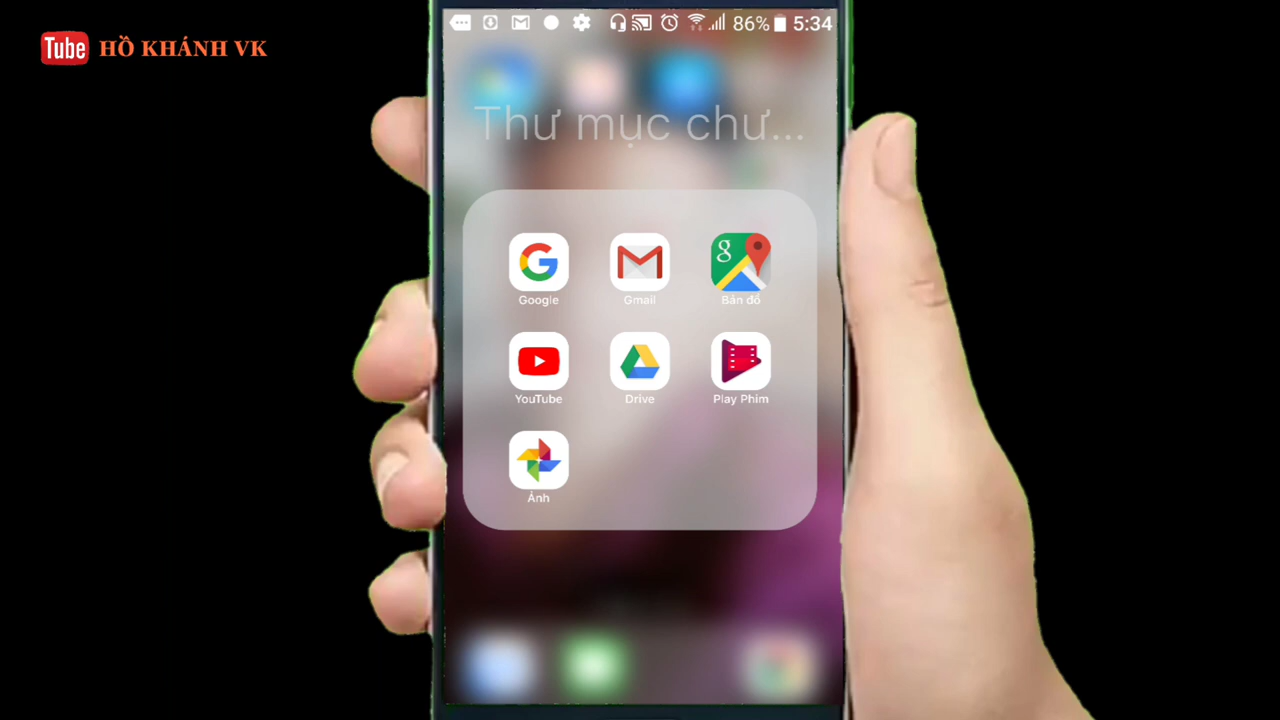 Tube HỒ KHÁNH VK
86% 5:34
Thư mục chư...
g
Google Gmail Bản đồ
YouTube Drive Play Phim
Ảnh